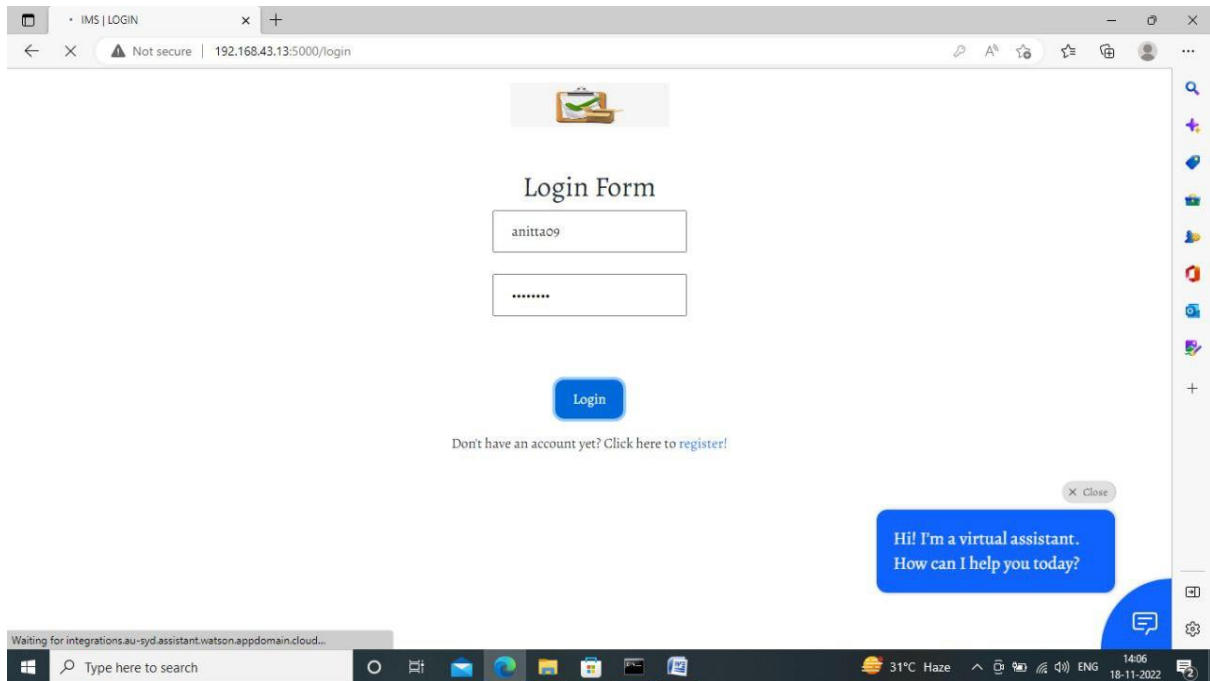 IMS | LOGIN
Not secure | 192.168.43.13:5000/login
Login Form
anitta09
••••••••
Login
Don't have an account yet? Click here to register!
× Close
Hi! I'm a virtual assistant.
How can I help you today?
Waiting for integrations.au-syd.assistant.watson.appdomain.cloud...
Type here to search
31°C Haze
ENG
14:06
18-11-2022
2